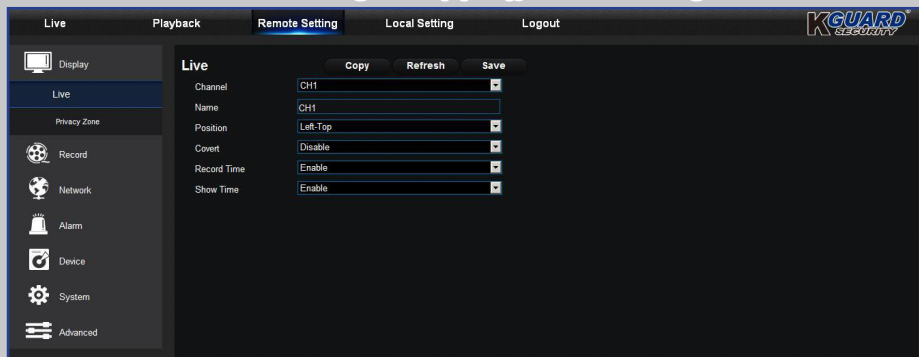 Live Playback Remote Setting Local Setting Logout KGUARD®
SECURITY
Display
Live
Privacy Zone
Record
Network
Alarm
Device
System
Advanced
Live Copy Refresh Save
Channel CH1
Name CH1
Position Left-Top
Covert Disable
Record Time Enable
Show Time Enable